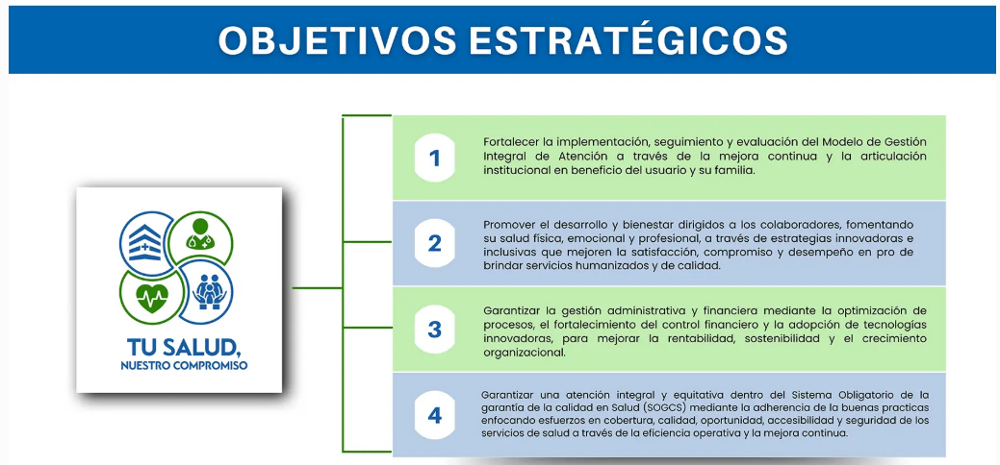 OBJETIVOS ESTRATÉGICOS
TU SALUD,
NUESTRO COMPROMISO
1
Fortalecer la implementación, seguimiento y evaluación del Modelo de Gestión
Integral de Atención a través de la mejora continua y la articulación
institucional en beneficio del usuario y su familia.
2
Promover el desarrollo y bienestar dirigidos a los colaboradores, fomentando
su salud física, emocional y profesional, a través de estrategias innovadoras e
inclusivas que mejoren la satisfacción, compromiso y desempeño en pro de
brindar servicios humanizados y de calidad.
3
Garantizar la gestión administrativa y financiera mediante la optimización de
procesos, el fortalecimiento del control financiero y la adopción de tecnologías
innovadoras, para mejorar la rentabilidad, sostenibilidad y el crecimiento
organizacional.
4
Garantizar una atención integral y equitativa dentro del Sistema Obligatorio de la
garantía de la calidad en Salud (SOGCS) mediante la adherencia de la buenas practicas
enfocando esfuerzos en cobertura, calidad, oportunidad, accesibilidad y seguridad de los
servicios de salud a través de la eficiencia operativa y la mejora continua.